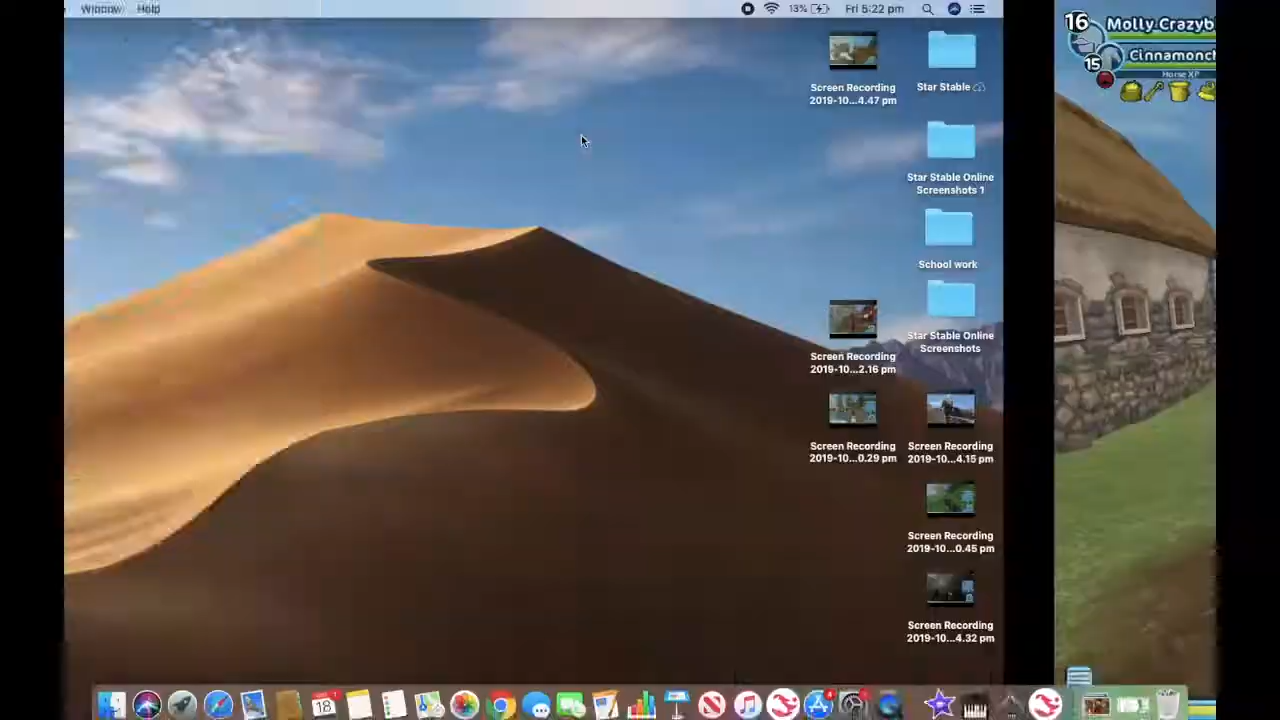 Window Help
13% Fri 5:22 pm
Screen Recording
2019-10...4.47 pm
Star Stable
Star Stable Online
Screenshots 1
School work
Star Stable Online
Screenshots
Screen Recording
2019-10...2.16 pm
Screen Recording
2019-10...0.29 pm
Screen Recording
2019-10...4.15 pm
Screen Recording
2019-10...0.45 pm
Screen Recording
2019-10...4.32 pm
18
16
Molly Crazyb
Cinnamonch
15
Horse XP